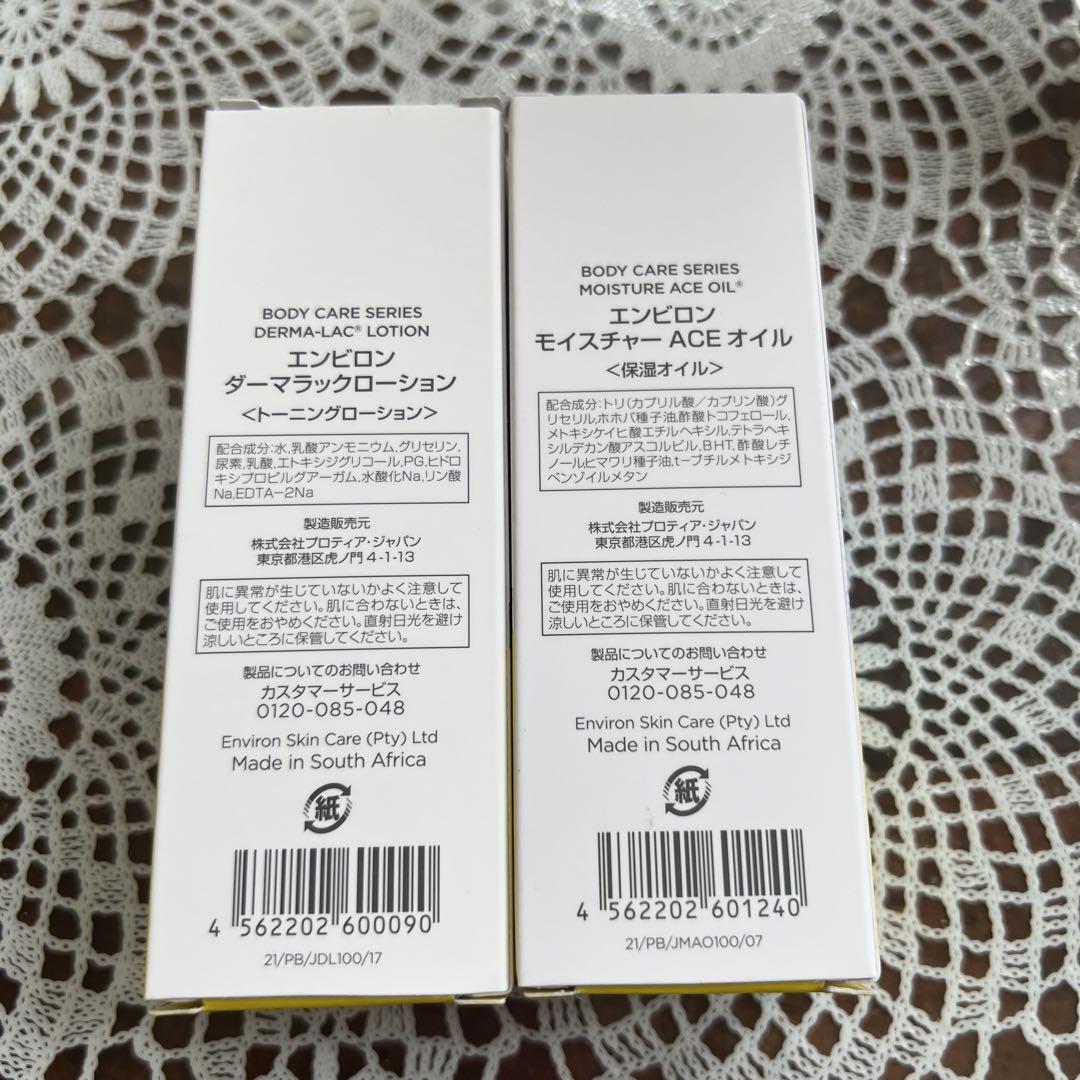 BODY CARE SERIES
DERMA-LAC® LOTION
エンビロン
ダーマラックローション
<トーニングローション>
配合成分:水,乳酸アンモニウム,グリセリン,
尿素,乳酸,エトキシジグリコール,PG,ヒドロ
キシプロピルグアーガム,水酸化Na,リン酸
Na,EDTA-2Na
製造販売元
株式会社プロティア・ジャパン
東京都港区虎ノ門4-1-13
肌に異常が生じていないかよく注意して
使用してください。肌に合わないときは、
ご使用をおやめください。直射日光を避け
涼しいところに保管してください。
製品についてのお問い合わせ
カスタマーサービス
0120-085-048
Environ Skin Care (Pty) Ltd
Made in South Africa
紙
4 562202 600090
21/PB/JDL100/17
BODY CARE SERIES
MOISTURE ACE OIL®
エンビロン
モイスチャー ACE オイル
<保湿オイル>
配合成分:トリ(カプリル酸/カプリン酸)グ
リセリル,ホホバ種子油,酢酸トコフェロール,
メトキシケイヒ酸エチルヘキシル,テトラヘキ
シルデカン酸アスコルビル,BHT,酢酸レチ
ノール,ヒマワリ種子油,t-ブチルメトキシジ
ベンゾイルメタン
製造販売元
株式会社プロティア・ジャパン
東京都港区虎ノ門4-1-13
肌に異常が生じていないかよく注意して
使用してください。肌に合わないときは、
ご使用をおやめください。直射日光を避け
涼しいところに保管してください。
製品についてのお問い合わせ
カスタマーサービス
0120-085-048
Environ Skin Care (Pty) Ltd
Made in South Africa
紙
4 562202 601240
21/PB/JMAO100/07